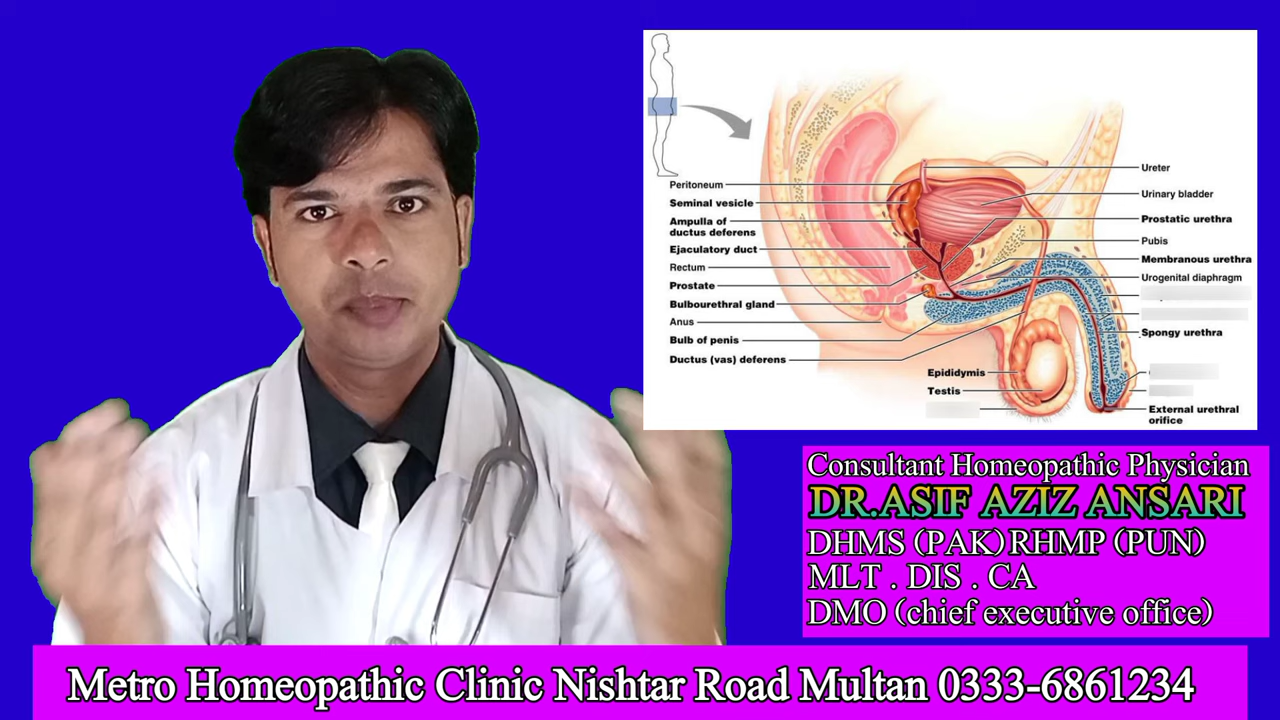 Peritoneum
Seminal vesicle
Ampulla of
ductus deferens
Ejaculatory duct
Rectum
Prostate
Bulbourethral gland
Anus
Bulb of penis
Ductus (vas) deferens
Epididymis
Testis
Ureter
Urinary bladder
Prostatic urethra
Pubis
Membranous urethra
Urogenital diaphragm
Spongy urethra
External urethral
orifice
Consultant Homeopathic Physician
DR.ASIF AZIZ ANSARI
DHMS (PAK) RHMP (PUN)
MLT . DIS . CA
DMO (chief executive office)
Metro Homeopathic Clinic Nishtar Road Multan 0333-6861234